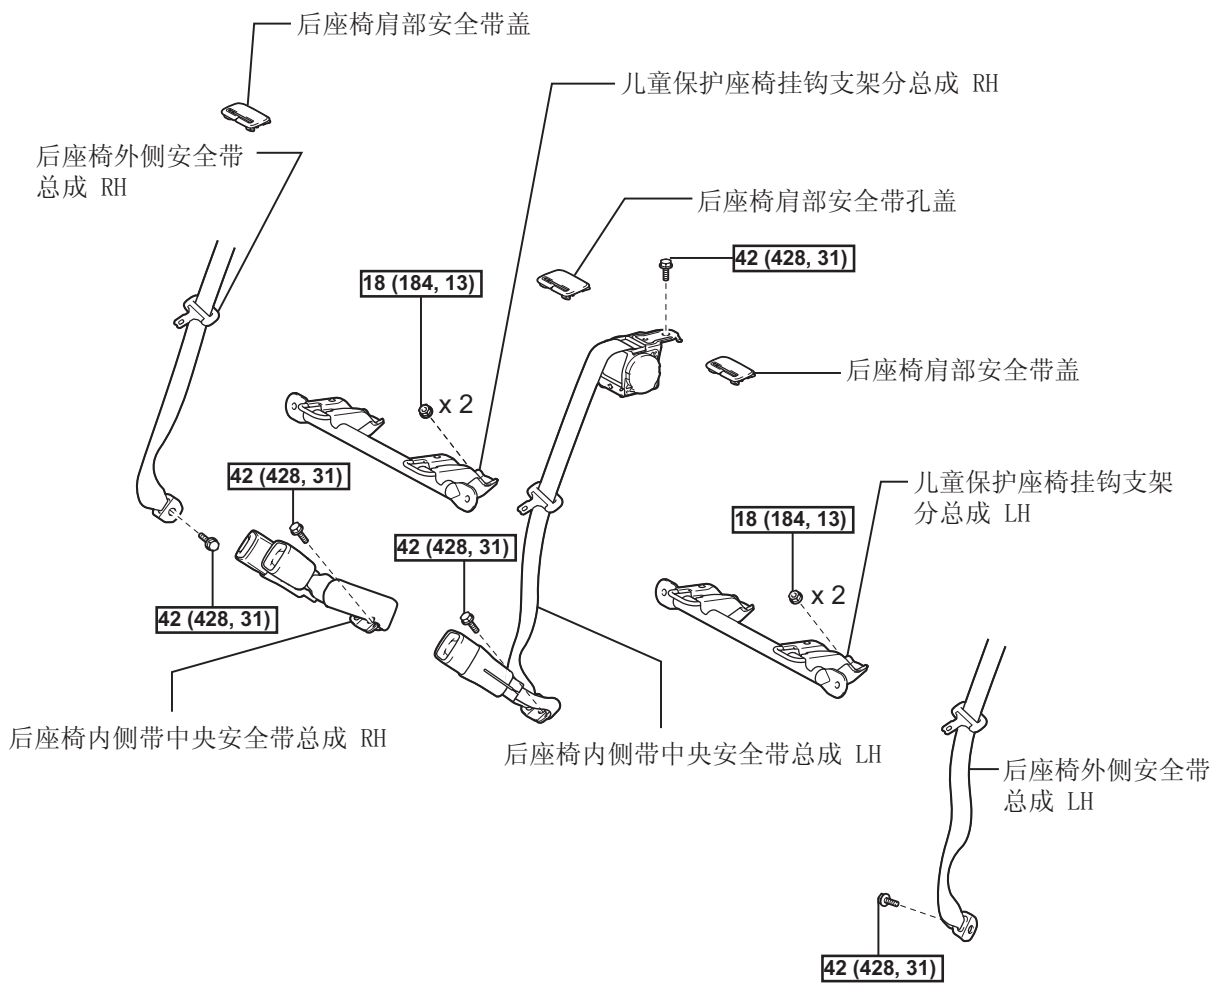 后座椅肩部安全带盖
儿童保护座椅挂钩支架分总成 RH
后座椅外侧安全带
总成 RH
后座椅肩部安全带孔盖
42 (428, 31)
18 (184, 13)
后座椅肩部安全带盖
x 2
42 (428, 31)
儿童保护座椅挂钩支架
分总成 LH
18 (184, 13)
42 (428, 31)
x 2
42 (428, 31)
后座椅内侧带中央安全带总成 RH
后座椅内侧带中央安全带总成 LH
后座椅外侧安全带
总成 LH
42 (428, 31)